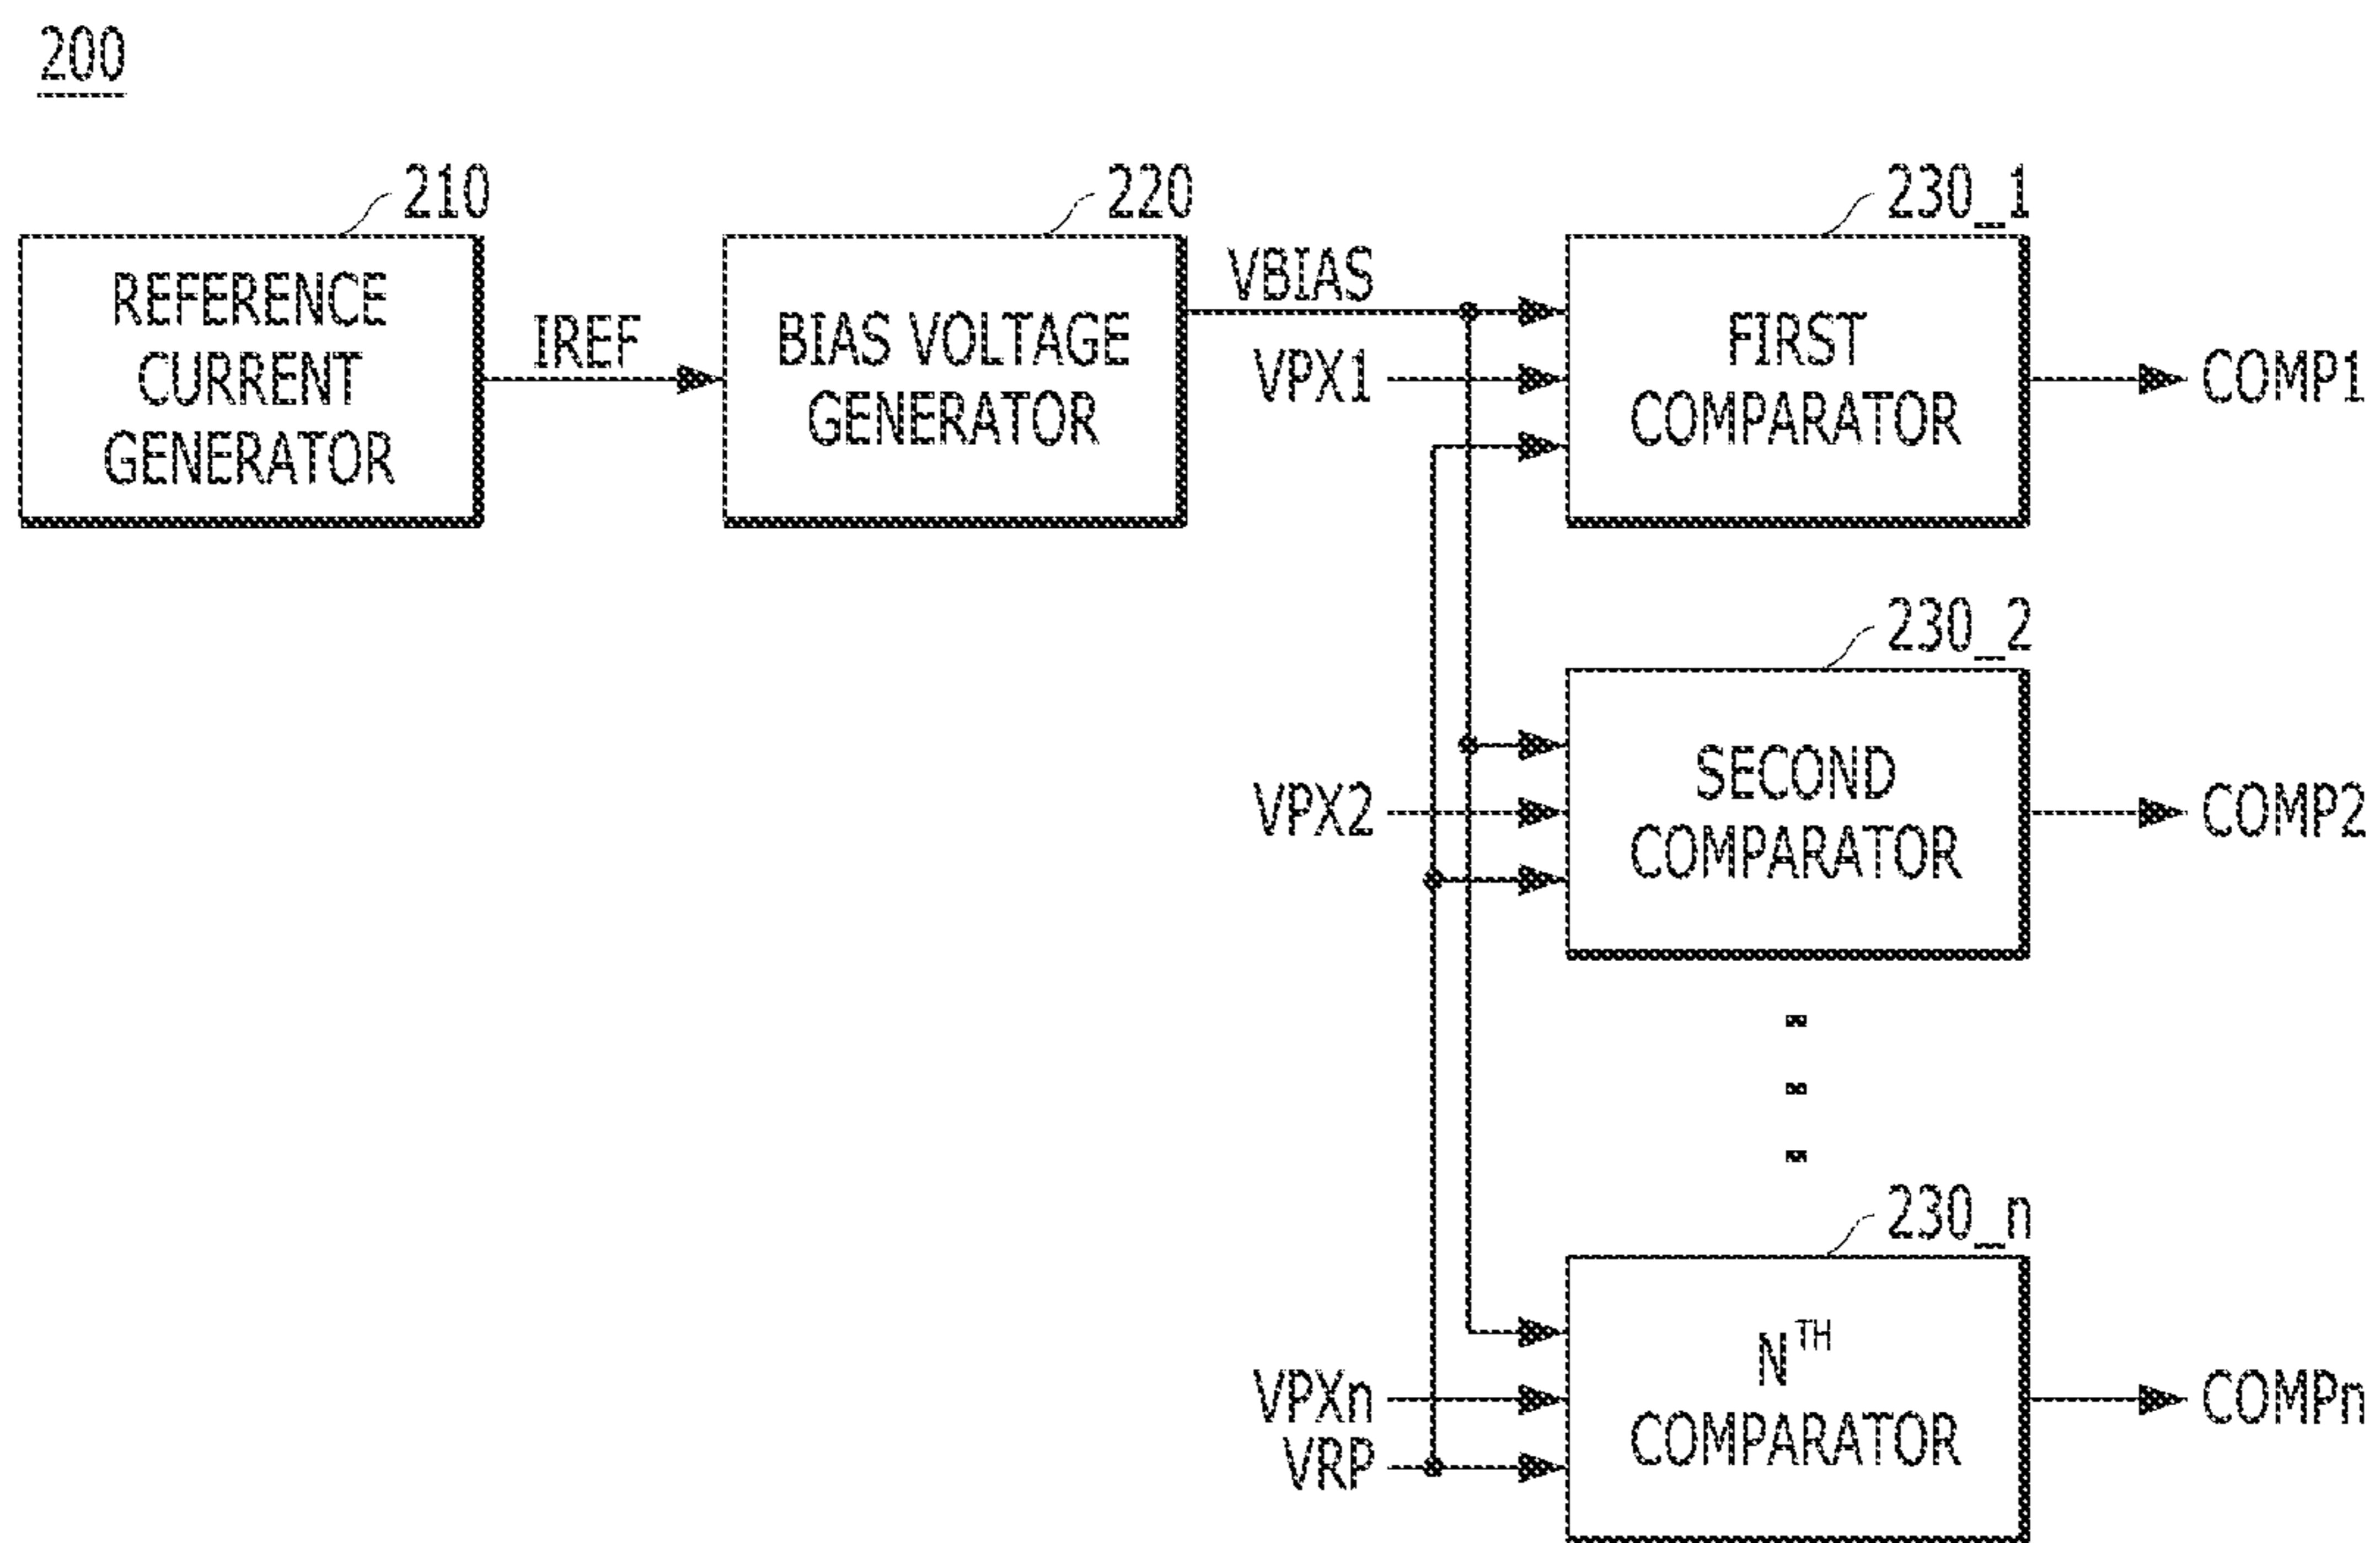 200
210
REFERENCE
CURRENT
GENERATOR
IREF
220
BIAS VOLTAGE
GENERATOR
VBIAS
VPX1
230_1
FIRST
COMPARATOR
COMP1
VPX2
230_2
SECOND
COMPARATOR
COMP2
VPXn
VRP
230_n
NTH
COMPARATOR
COMPn